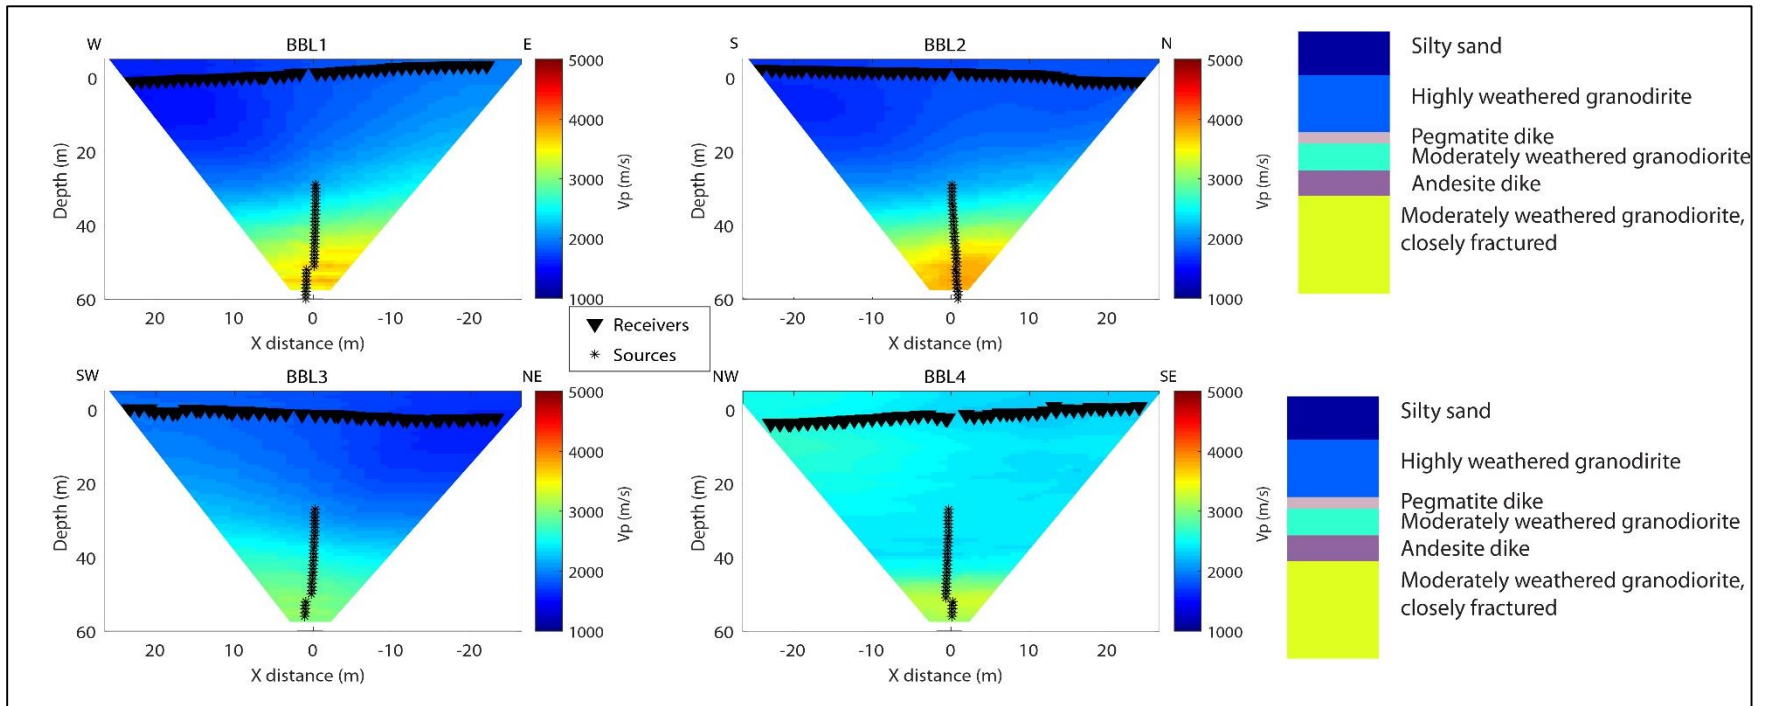 W BBL1 E
0
20
40
60
Depth (m)
20 10 0 -10 -20
X distance (m)
5000
4000
3000
2000
1000
Vp (m/s)
S BBL2 N
0
20
40
60
Depth (m)
-20 -10 0 10 20
X distance (m)
5000
4000
3000
2000
1000
Vp (m/s)
Silty sand
Highly weathered granodirite
Pegmatite dike
Moderately weathered granodiorite
Andesite dike
Moderately weathered granodiorite,
closely fractured
Receivers
Sources
SW BBL3 NE
0
20
40
60
Depth (m)
20 10 0 -10 -20
X distance (m)
5000
4000
3000
2000
1000
Vp (m/s)
NW BBL4 SE
0
20
40
60
Depth (m)
-20 -10 0 10 20
X distance (m)
5000
4000
3000
2000
1000
Vp (m/s)
Silty sand
Highly weathered granodirite
Pegmatite dike
Moderately weathered granodiorite
Andesite dike
Moderately weathered granodiorite,
closely fractured